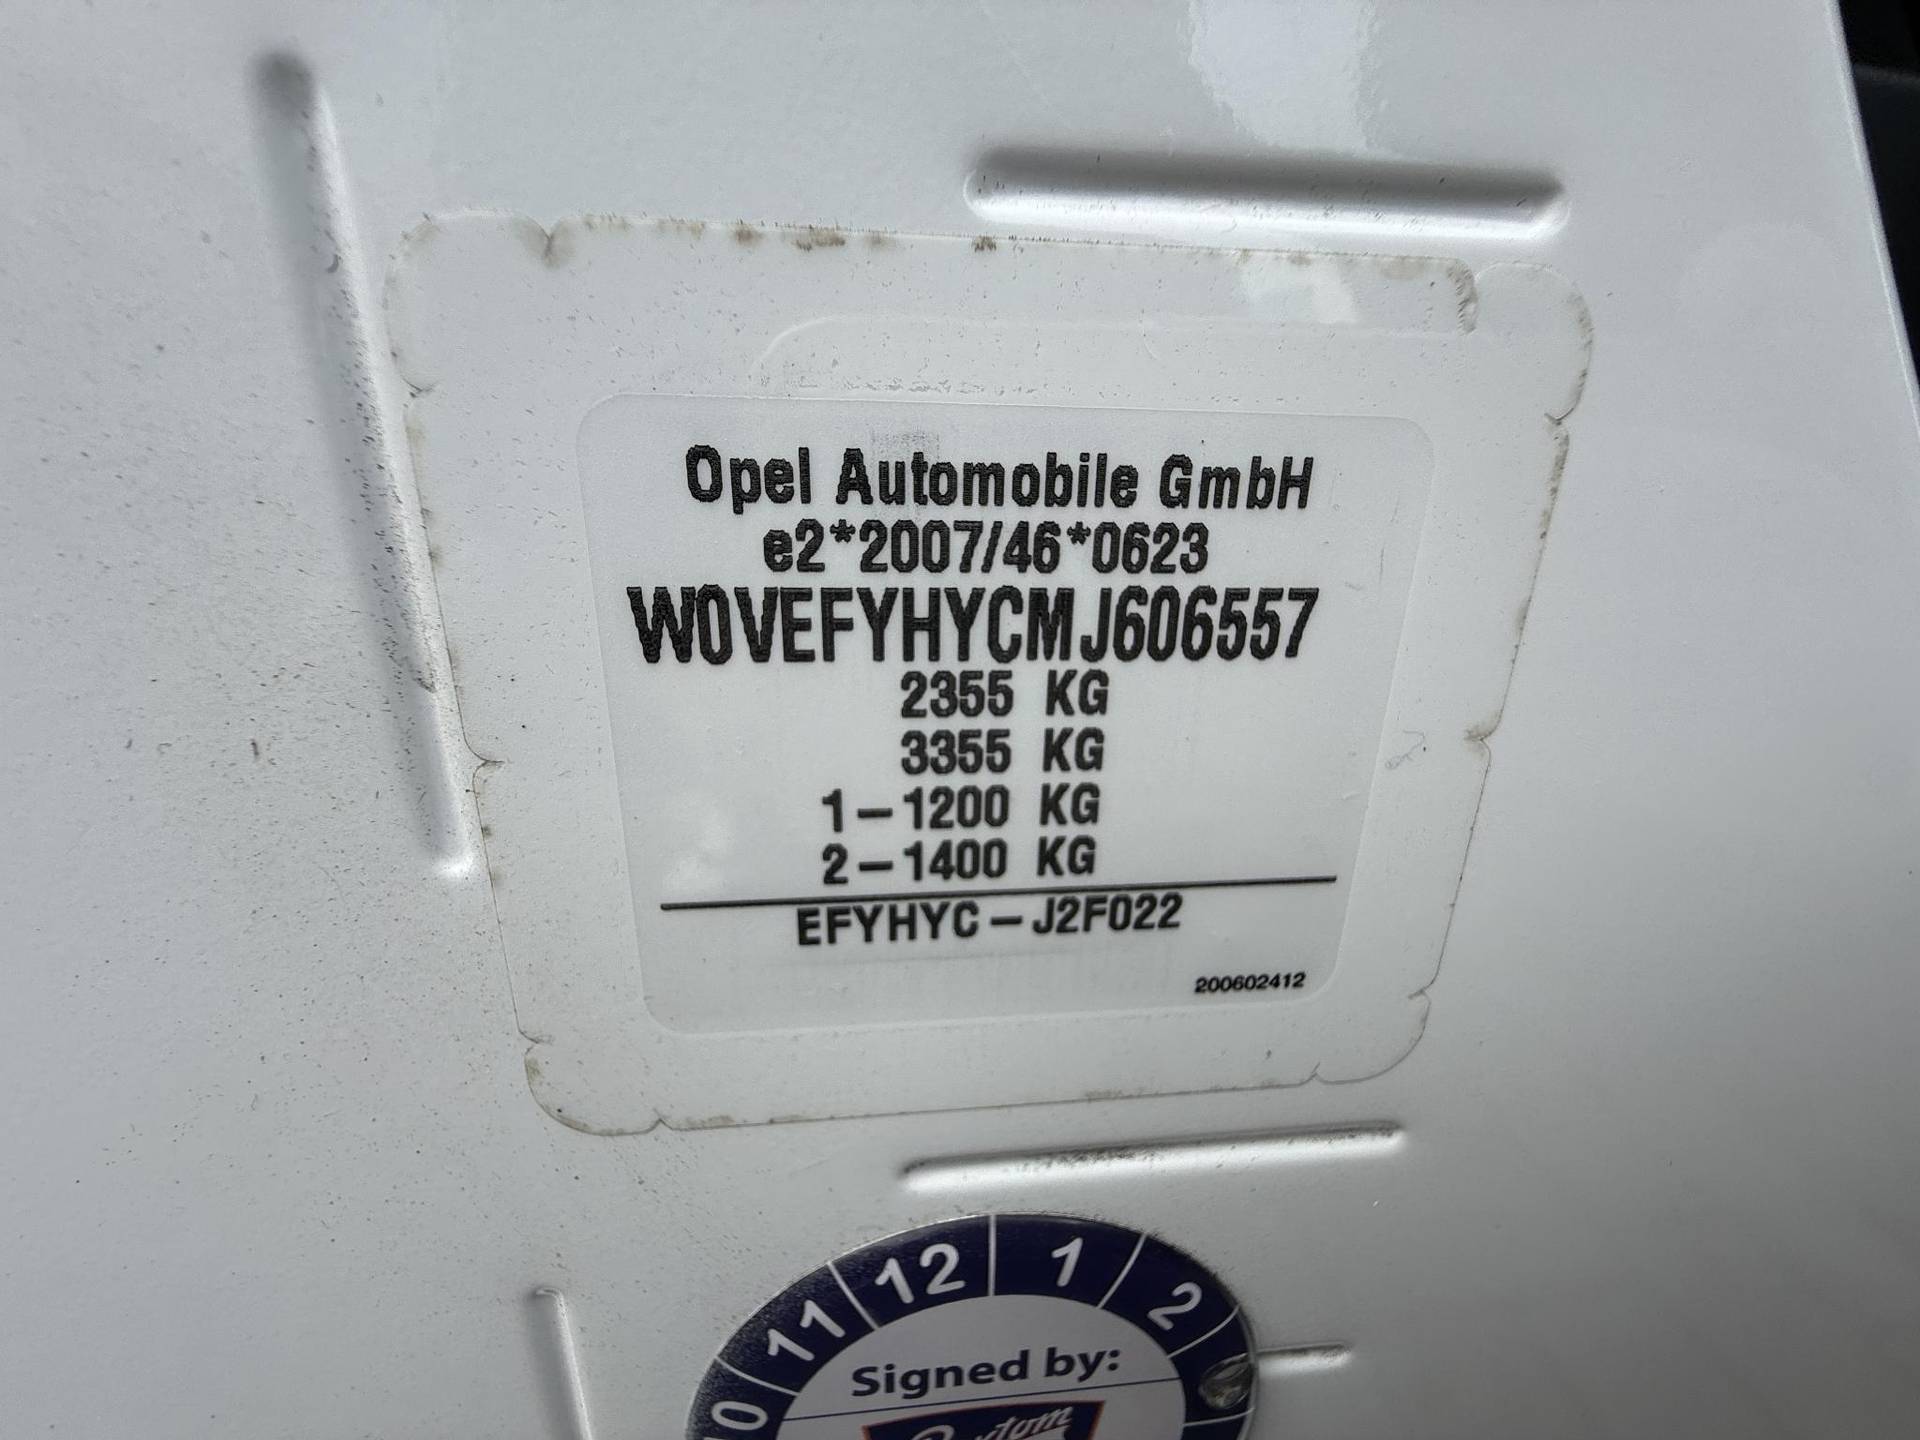 Opel Automobile GmbH
e2*2007/46*0623
W0VEFYHYCMJ606557
2355 KG
3355 KG
1-1200 KG
2-1400 KG
EFYHYC-J2F022
200602412
11 12 1 2
Signed by: